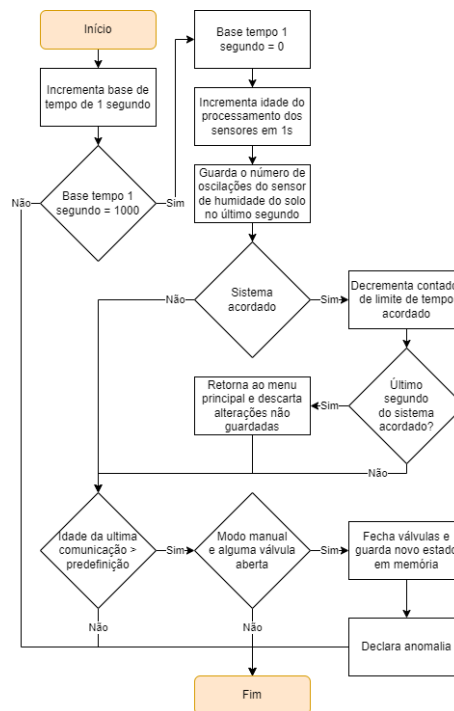 Início
Incrementa base de
tempo de 1 segundo
Base tempo 1
segundo = 1000
Não
Sim
Base tempo 1
segundo = 0
Incrementa idade do
processamento dos
sensores em 1s
Guarda o número de
oscilações do sensor
de humidade do solo
no último segundo
Sistema
acordado
Não
Sim
Decrementa contado
de limite de tempo
acordado
Último
segundo
do sistema
acordado?
Sim
Não
Retorna ao menu
principal e descarta
alterações não
guardadas
Idade da ultima
comunicação >
predefinição
Sim
Não
Modo manual
e alguma válvula
aberta
Sim
Não
Fecha válvulas e
guarda novo estado
em memória
Declara anomalia
Fim